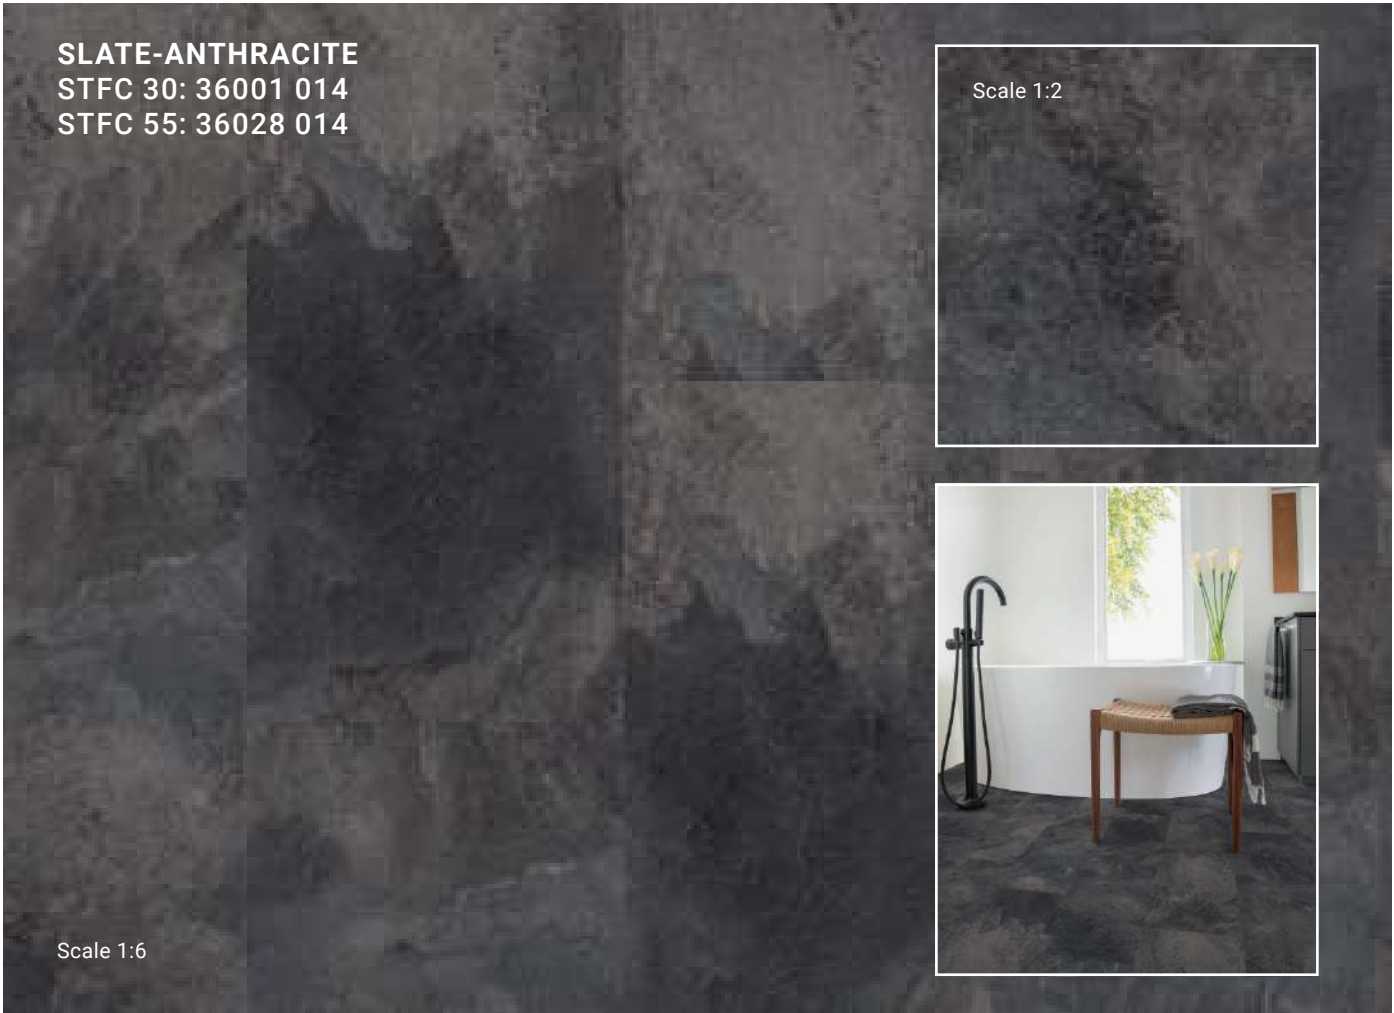 SLATE-ANTHRACITE
STFC 30: 36001 014
STFC 55: 36028 014
Scale 1:2
Scale 1:6